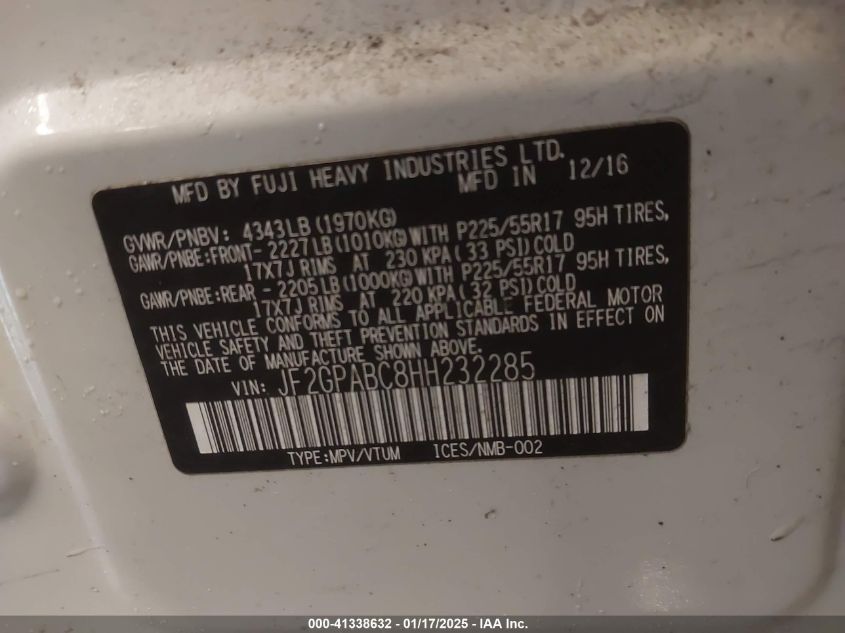 MFD BY FUJI HEAVY INDUSTRIES LTD.
MFD IN 12/16
GVWR/PNBV: 4343LB(1970KG)
GAWR/PNBE:FRONT- 2227LB(1010KG)WITH P225/55R17 95H TIRES,
17X7J RIMS AT 230 KPA(33 PSI)COLD
GAWR/PNBE:REAR - 2205LB(1000KG)WITH P225/55R17 95H TIRES,
17X7J RIMS AT 220 KPA(32 PSI)COLD
THIS VEHICLE CONFORMS TO ALL APPLICABLE FEDERAL MOTOR
VEHICLE SAFETY AND THEFT PREVENTION STANDARDS IN EFFECT ON
THE DATE OF MANUFACTURE SHOWN ABOVE.
VIN: JF2GPABC8HH232285
TYPE:MPV/VTUM ICES/NMB-002
000-41338632 - 01/17/2025 - IAA Inc.